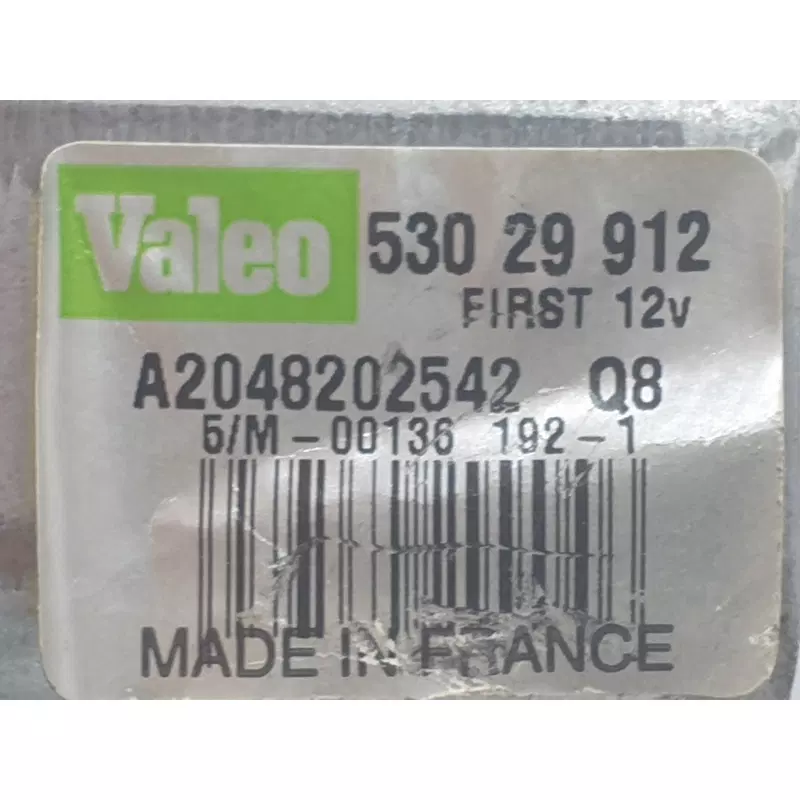 Valeo 530 29 912
FIRST 12v
A2048202542 Q8
5/M-00136 192-1
MADE IN FRANCE